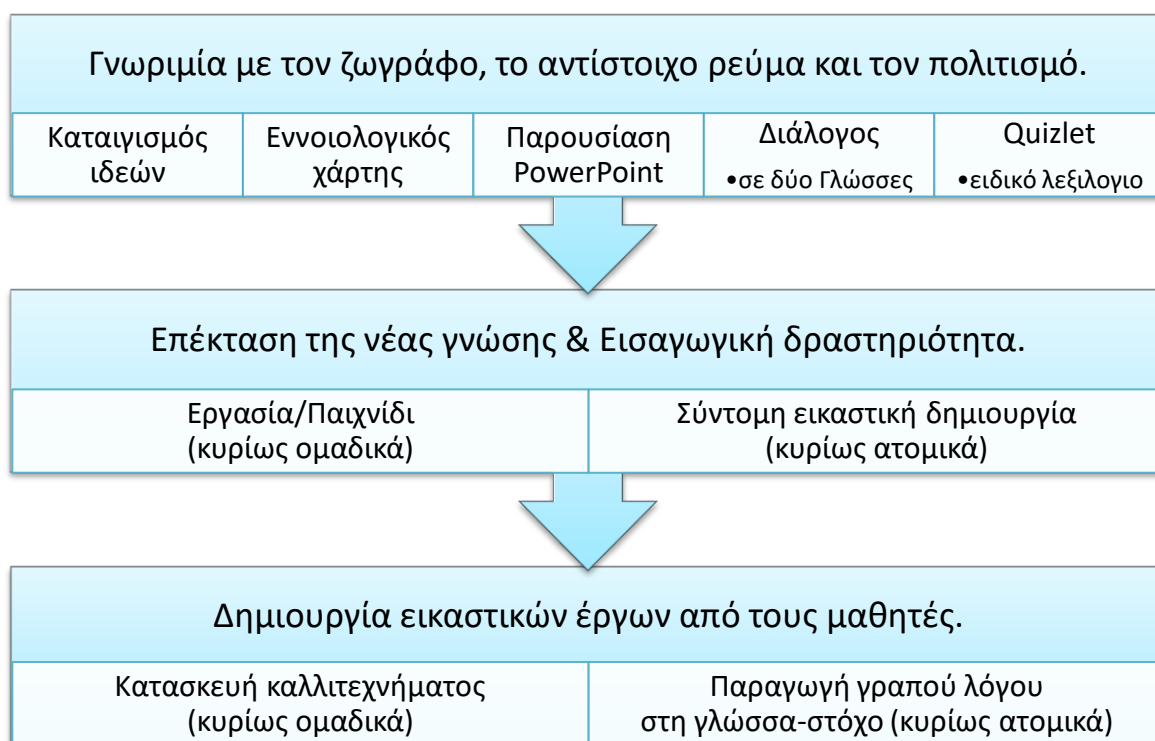 Γνωριμία με τον ζωγράφο, το αντίστοιχο ρεύμα και τον πολιτισμό.
Καταιγισμός
ιδεών
Εννοιολογικός
χάρτης
Παρουσίαση
PowerPoint
Διάλογος
•σε δύο Γλώσσες
Quizlet
•ειδικό λεξιλογιο
Επέκταση της νέας γνώσης & Εισαγωγική δραστηριότητα.
Εργασία/Παιχνίδι
(κυρίως ομαδικά)
Σύντομη εικαστική δημιουργία
(κυρίως ατομικά)
Δημιουργία εικαστικών έργων από τους μαθητές.
Κατασκευή καλλιτεχνήματος
(κυρίως ομαδικά)
Παραγωγή γραπού λόγου
στη γλώσσα-στόχο (κυρίως ατομικά)